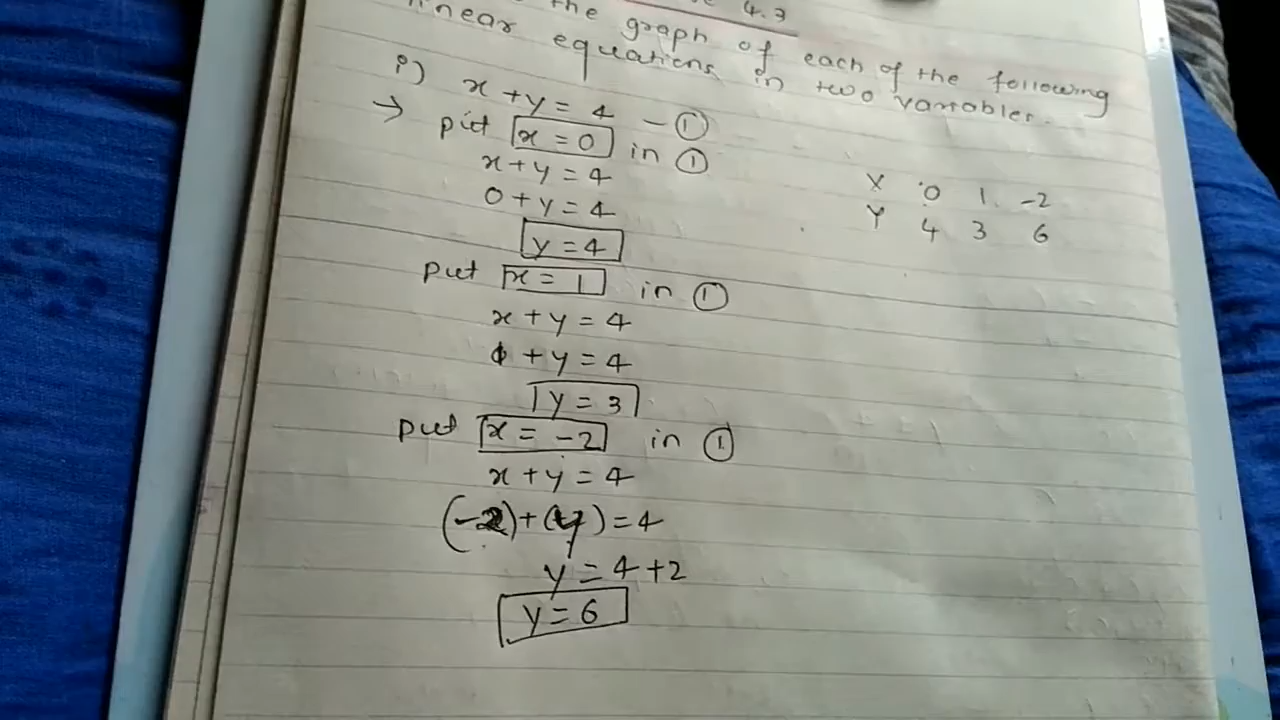 4.3
the graph of each of the following
linear equations in two variables.
i) x + y = 4 - ①
→ put x = 0 in ①
x + y = 4
0 + y = 4
y = 4
put x = 1 in ①
x + y = 4
1 + y = 4
y = 3
put x = -2 in ①
x + y = 4
(-2) + (y) = 4
y = 4 + 2
y = 6
X 0 1 -2
Y 4 3 6